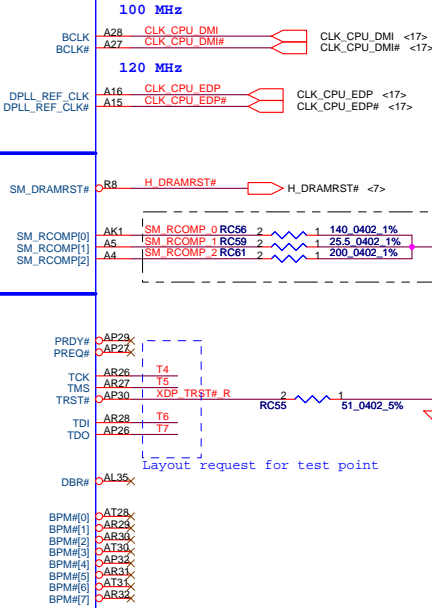 100 MHz
BCLK A28 CLK_CPU_DMI CLK_CPU_DMI <17>
BCLK# A27 CLK_CPU_DMI# CLK_CPU_DMI# <17>
120 MHz
DPLL_REF_CLK A16 CLK_CPU_EDP CLK_CPU_EDP <17>
DPLL_REF_CLK# A15 CLK_CPU_EDP# CLK_CPU_EDP# <17>
SM_DRAMRST# R8 H_DRAMRST# H_DRAMRST# <7>
SM_RCOMP[0] AK1 SM_RCOMP_0 RC56 2 1 140_0402_1%
SM_RCOMP[1] A5 SM_RCOMP_1 RC59 2 1 25.5_0402_1%
SM_RCOMP[2] A4 SM_RCOMP_2 RC61 2 1 200_0402_1%
PRDY# AP29
PREQ# AP27
TCK AR26 T4
TMS AR27 T5
TRST# AP30 XDP_TRST#_R RC55 2 1 51_0402_5%
TDI AR28 T6
TDO AP26 T7
Layout request for test point
DBR# AL35
BPM#[0] AT28
BPM#[1] AR29
BPM#[2] AR30
BPM#[3] AT30
BPM#[4] AP32
BPM#[5] AR31
BPM#[6] AT31
BPM#[7] AR32